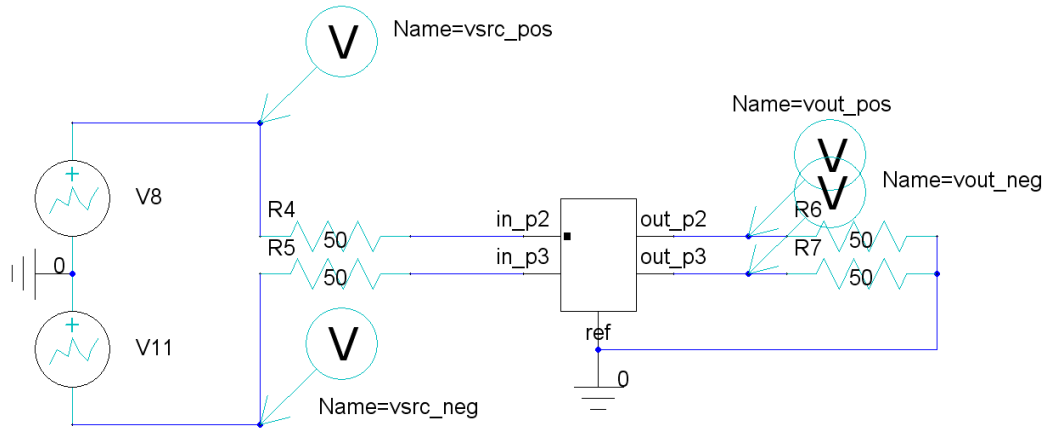 Name=vsrc_pos
V
Name=vout_pos
V
Name=vout_neg
V
+
V8
R4
50
in_p2
out_p2
R6
50
R5
50
in_p3
out_p3
R7
50
0
+
V11
ref
V
0
Name=vsrc_neg